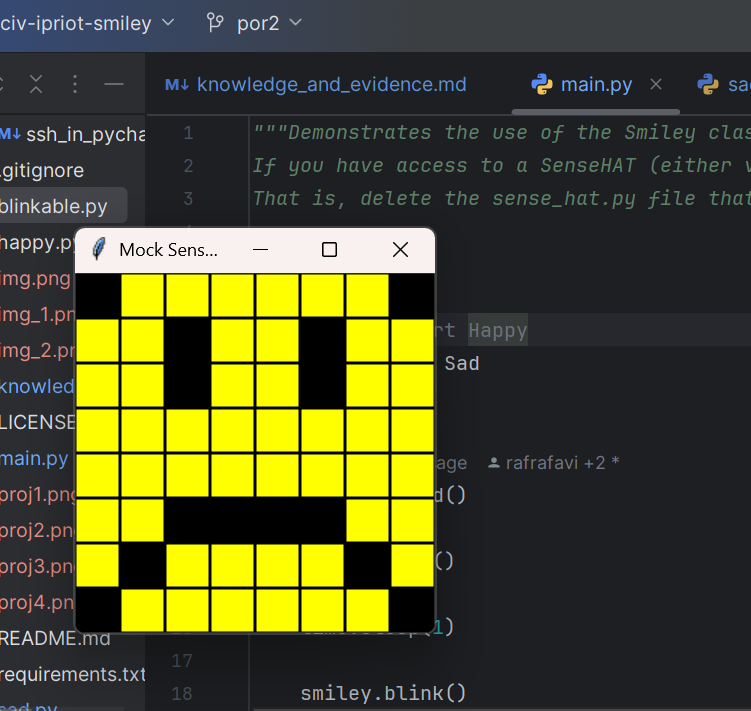 civ-ipriot-smiley
por2
knowledge_and_evidence.md
main.py
sa
ssh_in_pycha
.gitignore
blinkable.py
happy.py
img.png
img_1.pn
img_2.p
knowled
LICENSE
main.py
proj1.png
proj2.pn
proj3.pn
proj4.pn
README.md
requirements.txt
sad.py
1 """Demonstrates the use of the Smiley clas
2 If you have access to a SenseHAT (either v
3 That is, delete the sense_hat.py file that
Mock Sens...
rt Happy
Sad
age rafrafavi +2 *
d()
()
1)
17
18 smiley.blink()